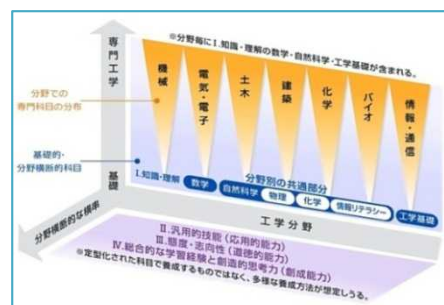 ※分野毎にⅠ.知識・理解の数学・自然科学・工学基礎が含まれる。
専門工学
機械
電気・電子
土木
建築
化学
バイオ
情報・通信
分野での
専門科目の分布
基礎的・
分野横断的科目
基礎
分野別の共通部分
Ⅰ.知識・理解
数学
自然科学
物理
化学
情報リテラシー
工学基礎
工学分野
分野横断的な横串
Ⅱ.汎用的技能(応用的能力)
Ⅲ.態度・志向性(道徳的能力)
Ⅳ.総合的な学習経験と創造的思考力(創成能力)
※定型化された科目で養成するものではなく、多様な養成方法が想定しうる。